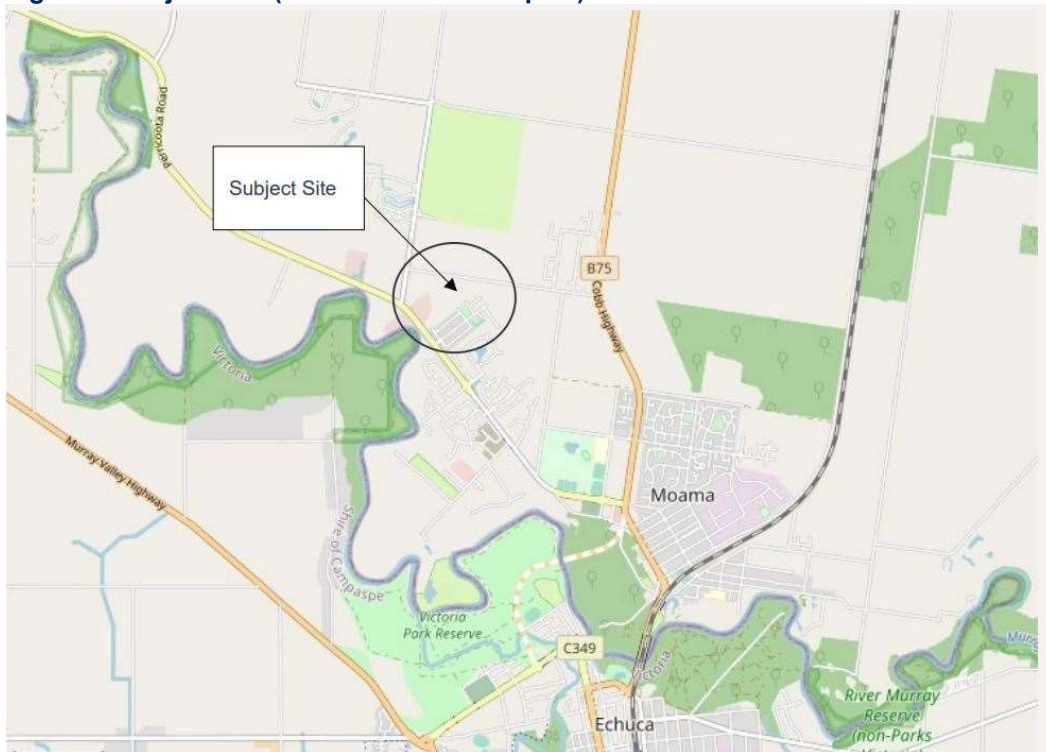 Perricoota Road
Subject Site
B75
Cobb Highway
Victoria
Murray Valley Highway
Moama
Shire of Campaspe
Victoria
Park Reserve
C349
Echuca
River Murray
Reserve
(non-Parks